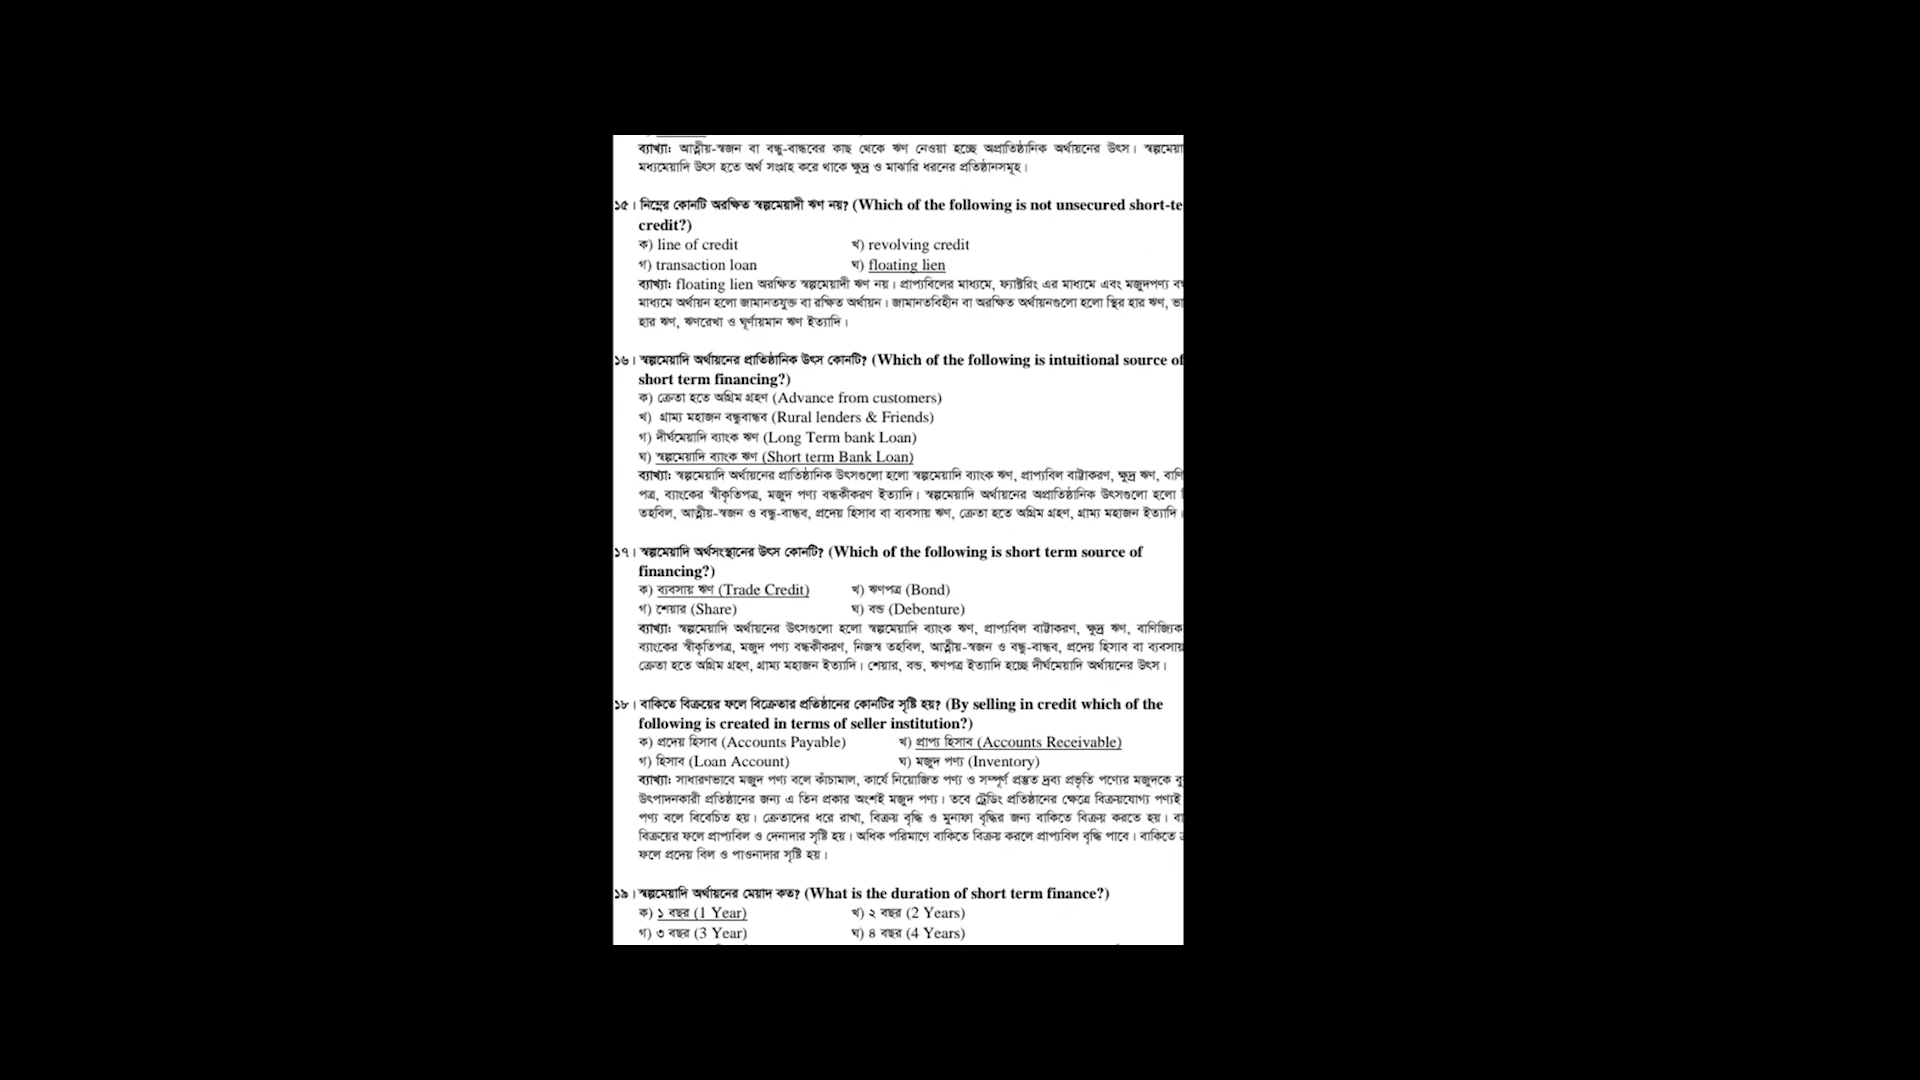 ব্যাখ্যা: আত্নীয়-স্বজন বা বন্ধু-বান্ধবের কাছ থেকে ঋণ নেওয়া হচ্ছে অপ্রাতিষ্ঠানিক অর্থায়নের উৎস। স্বল্পমেয়া
মধ্যমেয়াদি উৎস হতে অর্থ সংগ্রহ করে থাকে ক্ষুদ্র ও মাঝারি ধরনের প্রতিষ্ঠানসমূহ।
১৫। নিম্নের কোনটি অরক্ষিত স্বল্পমেয়াদী ঋণ নয়? (Which of the following is not unsecured short-te
credit?)
ক) line of credit খ) revolving credit
গ) transaction loan ঘ) floating lien
ব্যাখ্যা: floating lien অরক্ষিত স্বল্পমেয়াদী ঋণ নয়। প্রাপ্যবিলের মাধ্যমে, ফ্যাক্টরিং এর মাধ্যমে এবং মজুদপণ্য
মাধ্যমে অর্থায়ন হলো জামানতযুক্ত বা রক্ষিত অর্থায়ন। জামানতবিহীন বা অরক্ষিত অর্থায়নগুলো হলো স্থির হার ঋণ, ভা
হার ঋণ, ঋণরেখা ও ঘূর্ণায়মান ঋণ ইত্যাদি।
১৬। স্বল্পমেয়াদি অর্থায়নের প্রাতিষ্ঠানিক উৎস কোনটি? (Which of the following is intuitional source of
short term financing?)
ক) ক্রেতা হতে অগ্রিম গ্রহণ (Advance from customers)
খ) গ্রাম্য মহাজন বন্ধুবান্ধব (Rural lenders & Friends)
গ) দীর্ঘমেয়াদি ব্যাংক ঋণ (Long Term bank Loan)
ঘ) স্বল্পমেয়াদি ব্যাংক ঋণ (Short term Bank Loan)
ব্যাখ্যা: স্বল্পমেয়াদি অর্থায়নের প্রাতিষ্ঠানিক উৎসগুলো হলো স্বল্পমেয়াদি ব্যাংক ঋণ, প্রাপ্যবিল বাট্টাকরণ, ক্ষুদ্র ঋণ, বাণি
পত্র, ব্যাংকের স্বীকৃতিপত্র, মজুদ পণ্য বন্ধকীকরণ ইত্যাদি। স্বল্পমেয়াদি অর্থায়নের অপ্রাতিষ্ঠানিক উৎসগুলো হলো
তহবিল, আত্নীয়-স্বজন ও বন্ধু-বান্ধব, প্রদেয় হিসাব বা ব্যবসায় ঋণ, ক্রেতা হতে অগ্রিম গ্রহণ, গ্রাম্য মহাজন ইত্যাদি।
১৭। স্বল্পমেয়াদি অর্থসংস্থানের উৎস কোনটি? (Which of the following is short term source of
financing?)
ক) ব্যবসায় ঋণ (Trade Credit) খ) ঋণপত্র (Bond)
গ) শেয়ার (Share) ঘ) বন্ড (Debenture)
ব্যাখ্যা: স্বল্পমেয়াদি অর্থায়নের উৎসগুলো হলো স্বল্পমেয়াদি ব্যাংক ঋণ, প্রাপ্যবিল বাট্টাকরণ, ক্ষুদ্র ঋণ, বাণিজ্যিক
ব্যাংকের স্বীকৃতিপত্র, মজুদ পণ্য বন্ধকীকরণ, নিজস্ব তহবিল, আত্নীয়-স্বজন ও বন্ধু-বান্ধব, প্রদেয় হিসাব বা ব্যবসায়
ক্রেতা হতে অগ্রিম গ্রহণ, গ্রাম্য মহাজন ইত্যাদি। শেয়ার, বন্ড, ঋণপত্র ইত্যাদি হচ্ছে দীর্ঘমেয়াদি অর্থায়নের উৎস।
১৮। বাকিতে বিক্রয়ের ফলে বিক্রেতার প্রতিষ্ঠানের কোনটির সৃষ্টি হয়? (By selling in credit which of the
following is created in terms of seller institution?)
ক) প্রদেয় হিসাব (Accounts Payable) খ) প্রাপ্য হিসাব (Accounts Receivable)
গ) হিসাব (Loan Account) ঘ) মজুদ পণ্য (Inventory)
ব্যাখ্যা: সাধারণভাবে মজুদ পণ্য বলে কাঁচামাল, কার্যে নিয়োজিত পণ্য ও সম্পূর্ণ প্রস্তুত দ্রব্য প্রভৃতি পণ্যের মজুদকে বু
উৎপাদনকারী প্রতিষ্ঠানের জন্য এ তিন প্রকার অংশই মজুদ পণ্য। তবে ট্রেডিং প্রতিষ্ঠানের ক্ষেত্রে বিক্রয়যোগ্য পণ্যই
পণ্য বলে বিবেচিত হয়। ক্রেতাদের ধরে রাখা, বিক্রয় বৃদ্ধি ও মুনাফা বৃদ্ধির জন্য বাকিতে বিক্রয় করতে হয়। বা
বিক্রয়ের ফলে প্রাপ্যবিল ও দেনাদার সৃষ্টি হয়। অধিক পরিমাণে বাকিতে বিক্রয় করলে প্রাপ্যবিল বৃদ্ধি পাবে। বাকিতে
ফলে প্রদেয় বিল ও পাওনাদার সৃষ্টি হয়।
১৯। স্বল্পমেয়াদি অর্থায়নের মেয়াদ কত? (What is the duration of short term finance?)
ক) ১ বছর (1 Year) খ) ২ বছর (2 Years)
গ) ৩ বছর (3 Year) ঘ) ৪ বছর (4 Years)